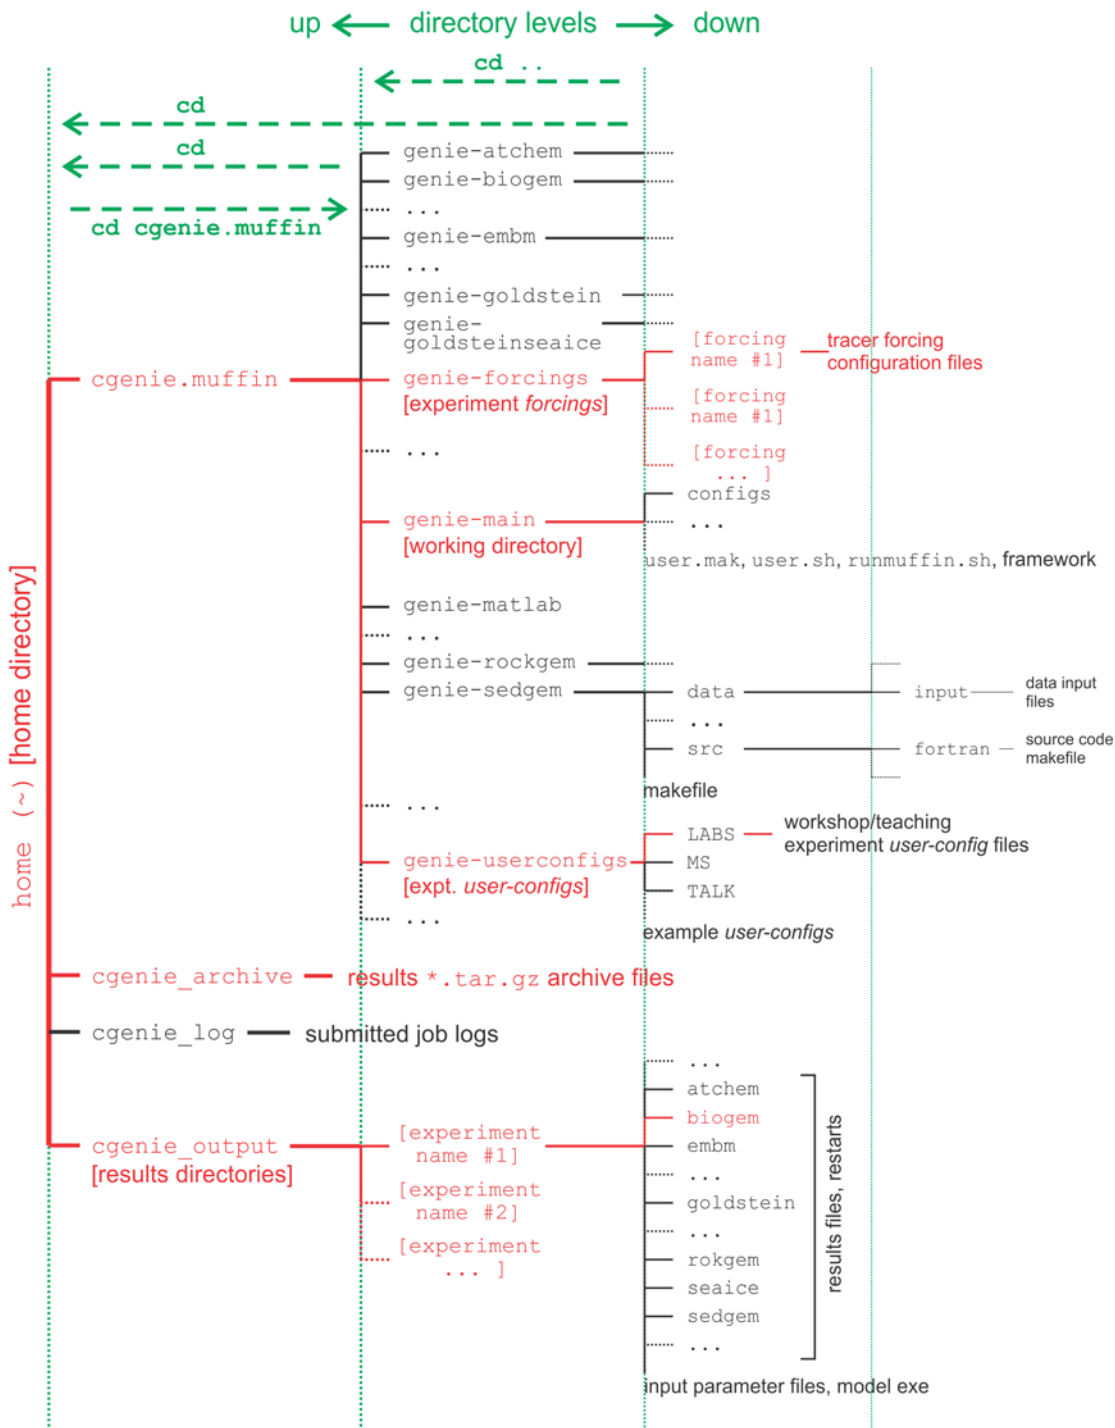 up directory levels down
cd ..
cd
cd
cd cgenie.muffin
genie-atchem
genie-biogem
...
genie-embm
...
genie-goldstein
genie-
goldsteinseaice
cgenie.muffin
genie-forcings
[experiment forcings]
[forcing
name #1]
tracer forcing
configuration files
[forcing
name #1]
[forcing
... ]
...
genie-main
[working directory]
configs
...
user.mak, user.sh, runmuffin.sh, framework
genie-matlab
...
genie-rockgem
genie-sedgem
data
input
data input
files
...
src
fortran
source code
makefile
makefile
...
genie-userconfigs
[expt. user-configs]
LABS
workshop/teaching
experiment user-config files
MS
TALK
...
example user-configs
home (~) [home directory]
cgenie_archive
results *.tar.gz archive files
cgenie_log
submitted job logs
cgenie_output
[results directories]
[experiment
name #1]
[experiment
name #2]
[experiment
... ]
...
atchem
biogem
embm
...
goldstein
...
rokgem
seaice
sedgem
...
results files, restarts
input parameter files, model exe